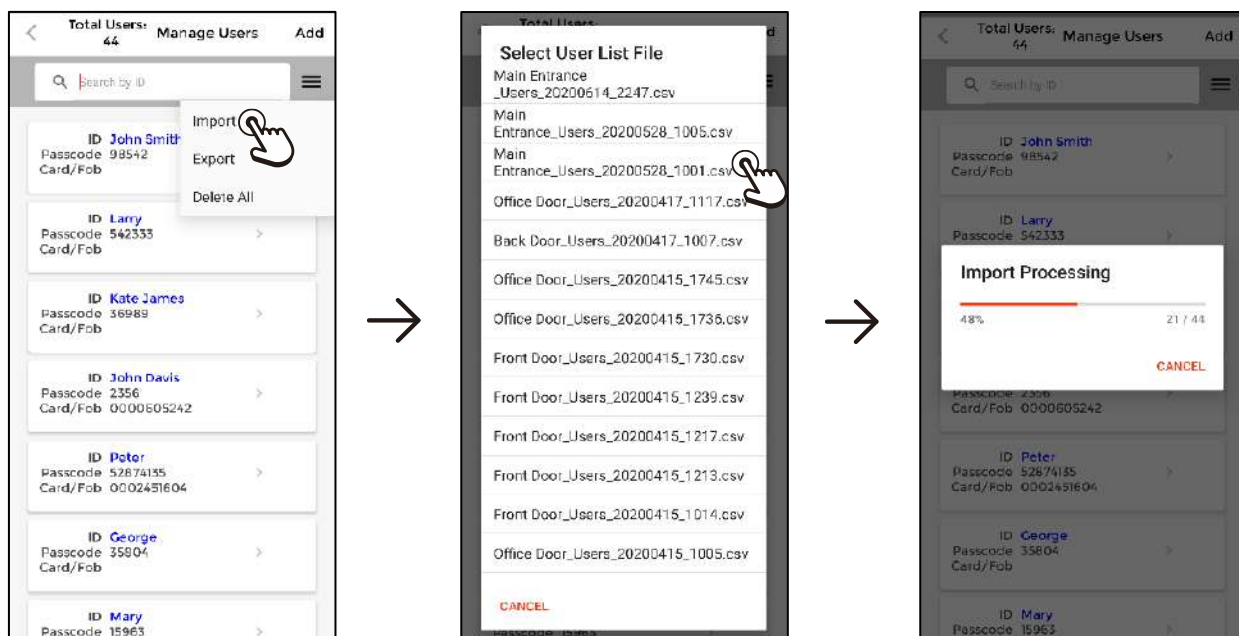 Total Users:
44
Manage Users
Add
Search by ID
Import
Export
Delete All
ID John Smith
Passcode 98542
Card/Fob
ID Larry
Passcode 542333
Card/Fob
ID Kate James
Passcode 36989
Card/Fob
ID John Davis
Passcode 2356
Card/Fob 0000605242
ID Peter
Passcode 52874135
Card/Fob 0002451604
ID George
Passcode 35804
Card/Fob
ID Mary
Passcode 15963
Total Users:
d
Select User List File
Main Entrance
_Users_20200614_2247.csv
Main
Entrance_Users_20200528_1005.csv
Main
Entrance_Users_20200528_1001.csv
Office Door_Users_20200417_1117.csv
Back Door_Users_20200417_1007.csv
Office Door_Users_20200415_1745.csv
Office Door_Users_20200415_1736.csv
Front Door_Users_20200415_1730.csv
Front Door_Users_20200415_1239.csv
Front Door_Users_20200415_1217.csv
Front Door_Users_20200415_1213.csv
Front Door_Users_20200415_1014.csv
Office Door_Users_20200415_1005.csv
CANCEL
Passcode 15963
Total Users:
44
Manage Users
Add
Search by ID
ID John Smith
Passcode 98542
Card/Fob
ID Larry
Passcode 542333
Import Processing
48% 21 / 44
CANCEL
Passcode 2356
Card/Fob 0000605242
ID Peter
Passcode 52874135
Card/Fob 0002451604
ID George
Passcode 35804
Card/Fob
ID Mary
Passcode 15963